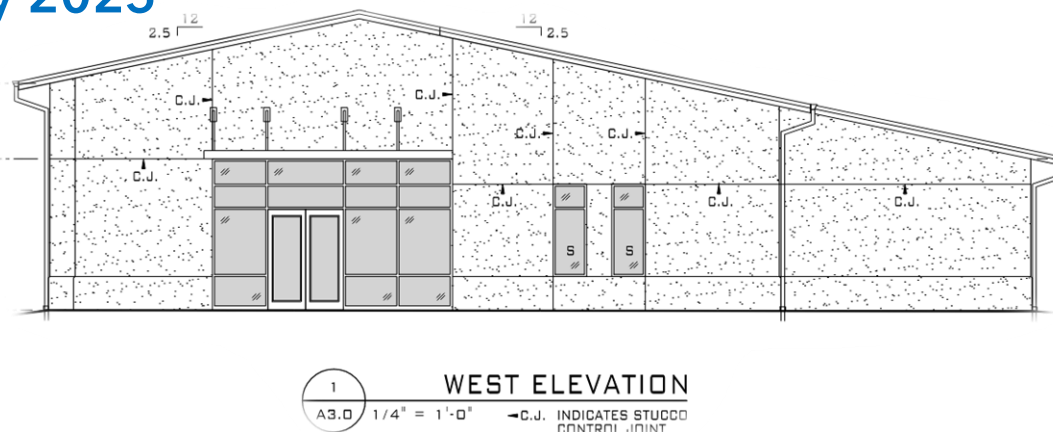 2025
12
2.5
12
2.5
C.J.
C.J.
C.J.
C.J.
C.J.
C.J.
C.J.
C.J.
S
S
1
A3.0
WEST ELEVATION
1/4" = 1'-0"
C.J. INDICATES STUCCO
CONTROL JOINT